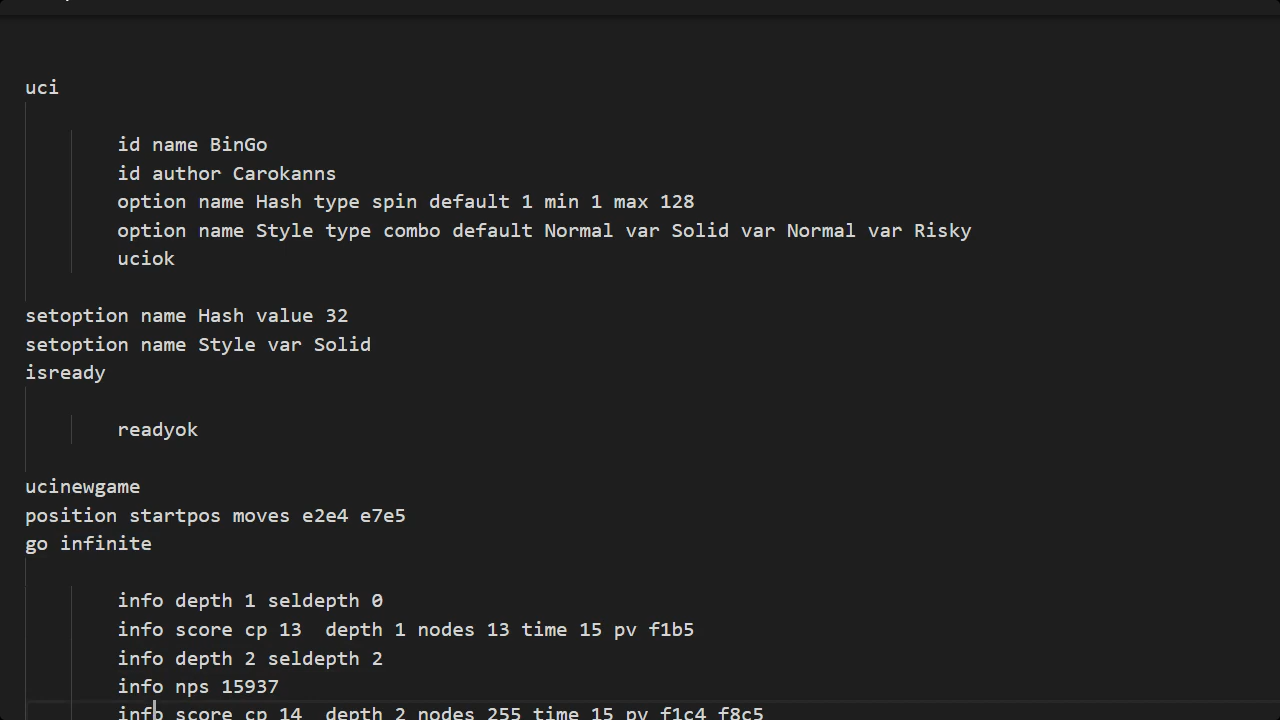 uci
id name BinGo
id author Carokanns
option name Hash type spin default 1 min 1 max 128
option name Style type combo default Normal var Solid var Normal var Risky
uciok
setoption name Hash value 32
setoption name Style var Solid
isready
readyok
ucinewgame
position startpos moves e2e4 e7e5
go infinite
info depth 1 seldepth 0
info score cp 13  depth 1 nodes 13 time 15 pv f1b5
info depth 2 seldepth 2
info nps 15937
info score cp 14  depth 2 nodes 255 time 15 pv f1c4 f8c5